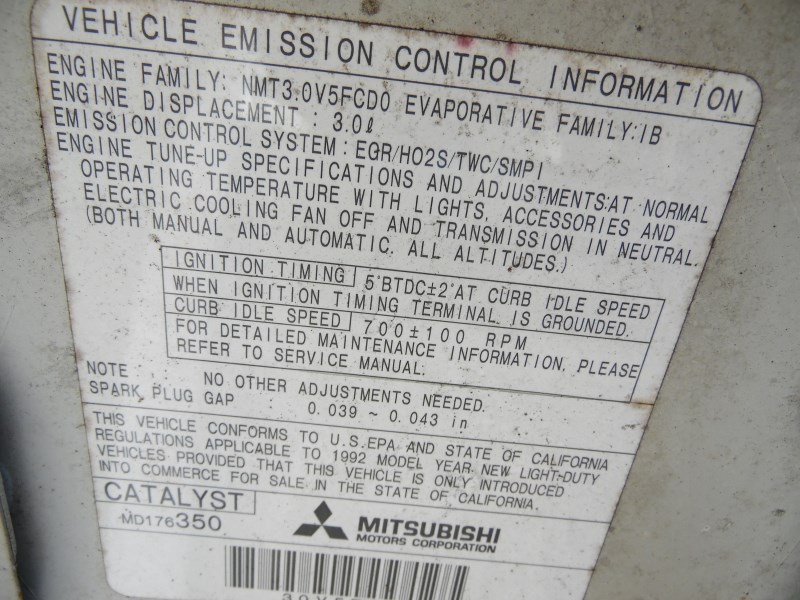 VEHICLE EMISSION CONTROL INFORMATION
ENGINE FAMILY: NMT3.0V5FCD0 EVAPORATIVE FAMILY:IB
ENGINE DISPLACEMENT : 3.0ℓ
EMISSION CONTROL SYSTEM : EGR/HO2S/TWC/SMPI
ENGINE TUNE-UP SPECIFICATIONS AND ADJUSTMENTS:AT NORMAL
OPERATING TEMPERATURE WITH LIGHTS, ACCESSORIES AND
ELECTRIC COOLING FAN OFF AND TRANSMISSION IN NEUTRAL.
(BOTH MANUAL AND AUTOMATIC, ALL ALTITUDES.)
IGNITION TIMING 5°BTDC±2°AT CURB IDLE SPEED
WHEN IGNITION TIMING TERMINAL IS GROUNDED.
CURB IDLE SPEED 700±100 RPM
FOR DETAILED MAINTENANCE INFORMATION, PLEASE
REFER TO SERVICE MANUAL.
NOTE : NO OTHER ADJUSTMENTS NEEDED.
SPARK PLUG GAP 0.039 ~ 0.043 in
THIS VEHICLE CONFORMS TO U.S.EPA AND STATE OF CALIFORNIA
REGULATIONS APPLICABLE TO 1992 MODEL YEAR NEW LIGHT-DUTY
VEHICLES PROVIDED THAT THIS VEHICLE IS ONLY INTRODUCED
INTO COMMERCE FOR SALE IN THE STATE OF CALIFORNIA.
CATALYST
MD176350
MITSUBISHI
MOTORS CORPORATION